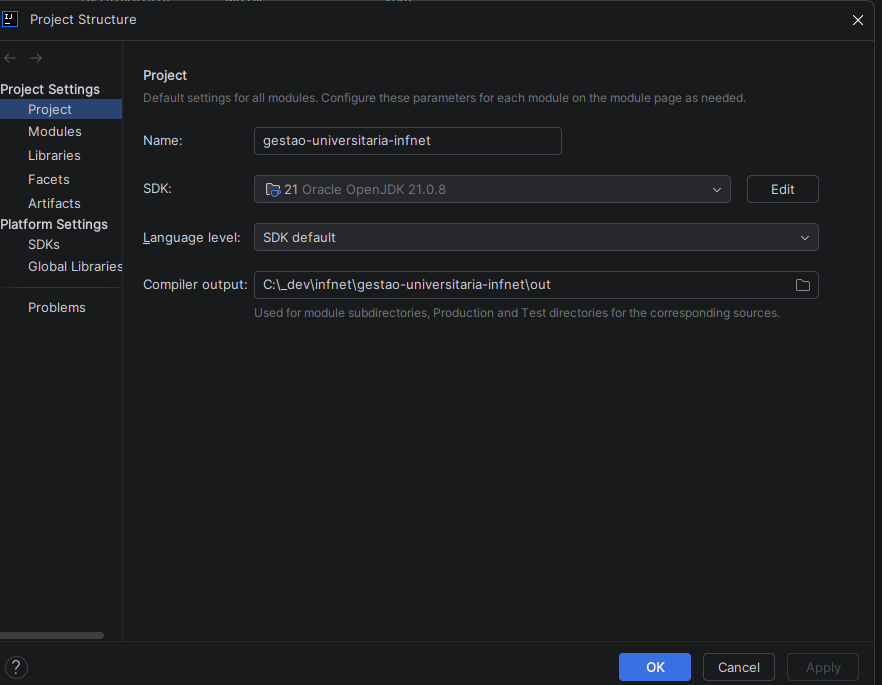 IJ
Project Structure
Project Settings
Project
Modules
Libraries
Facets
Artifacts
Platform Settings
SDKs
Global Libraries
Problems
Project
Default settings for all modules. Configure these parameters for each module on the module page as needed.
Name: gestao-universitaria-infnet
SDK: 21 Oracle OpenJDK 21.0.8 Edit
Language level: SDK default
Compiler output: C:\_dev\infnet\gestao-universitaria-infnet\out
Used for module subdirectories, Production and Test directories for the corresponding sources.
? OK Cancel Apply